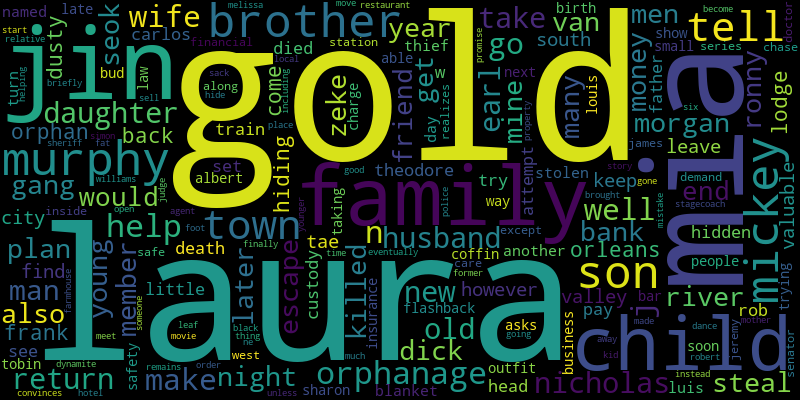 gold
laura
family
jin
mia
child
murphy
brother
son
town
tell
mickey
nicholas
orphanage
daughter
husband
help
wife
new
old
dick
return
steal
make
night
plan
gang
would
also
man
young
member
later
escape
killed
hiding
zeke
friend
get
go
come
earl
mine
year
take
van
men
money
morgan
ronny
lodge
leave
end
well
bank
orleans
river
keep
many
south
seok
dusty
orphan
back
train
theodore
albert
set
death
little
tae
n
custody
taking
however
flashback
coffin
another
asks
outfit
head
blanket
sharon
insurance
business
valley
pay
rob
j
bar
luis
soon
people
hidden
valuable
trying
find
frank
see
tobin
city
inside
safe
safety
convinces
hotel
dynamite
meet
open
judge
williams
sheriff
fat
simon
place
sack
hide
along
local
including
financial
melissa
move
restaurant
station
thief
able
charge
died
carlos
named
late
start
relative
helping
briefly
bud
law
turn
sell
day
w
realizes
promise
next
birth
small
show
series
father
chase
become
doctor
six
james
stolen
attempt
property
louis
try
way
good
story
gone
brought
demand
stagecoach
mistake
police
younger
except
care
former
going
time
eventually
finally
agent
foot
black
thing
he
west
leaf
movie
remains
order
much
unless
someone
farmhouse
made
dance
kid
away
instead
robert
jeremy
mother
senator